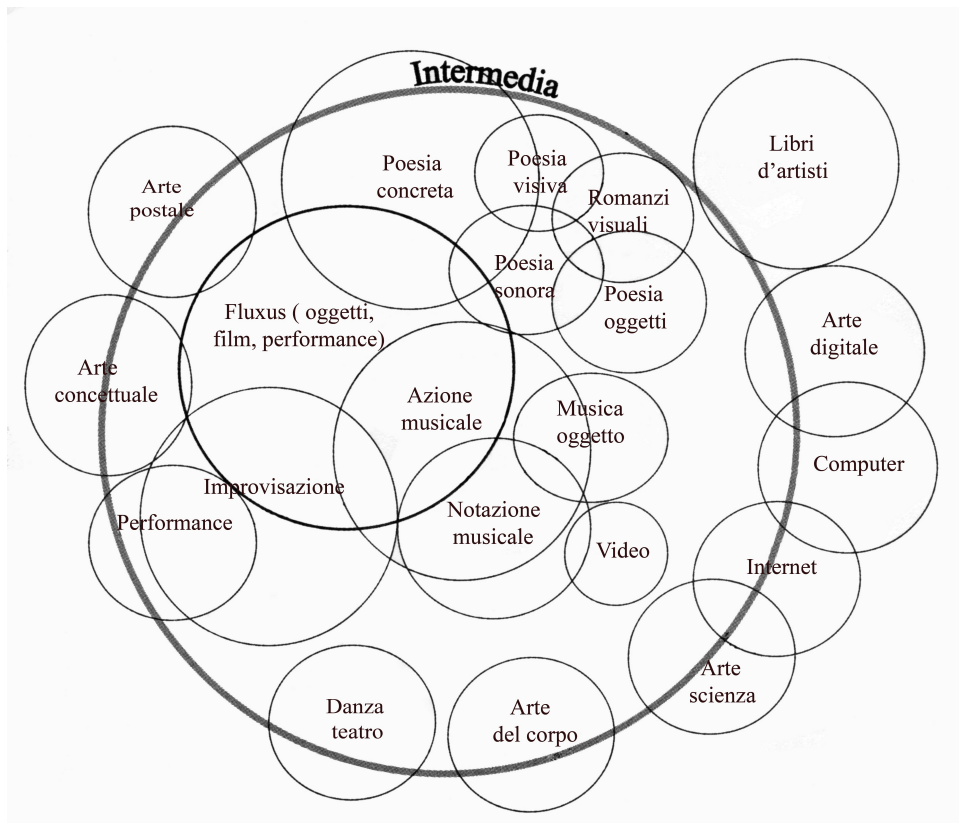 Intermedia
Poesia
concreta
Poesia
visiva
Romanzi
visuali
Libri
d'artisti
Arte
postale
Poesia
sonora
Poesia
oggetti
Fluxus ( oggetti,
film, performance)
Arte
digitale
Arte
concettuale
Azione
musicale
Musica
oggetto
Computer
Improvisazione
Performance
Notazione
musicale
Video
Internet
Arte
scienza
Danza
teatro
Arte
del corpo